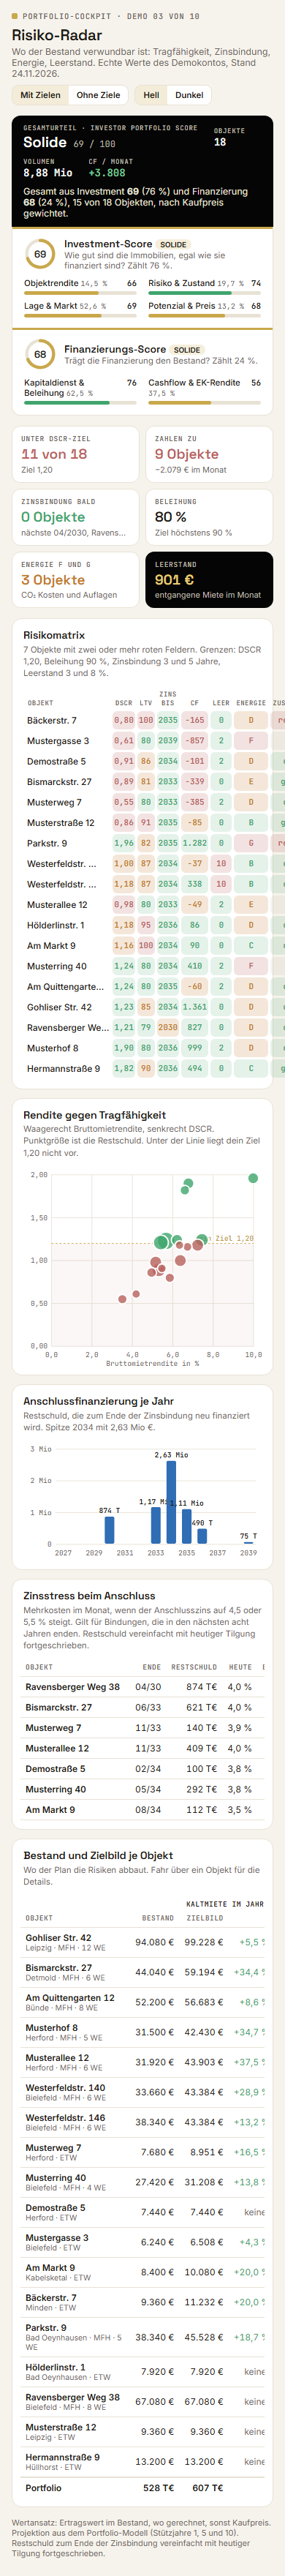 PORTFOLIO-COCKPIT · DEMO 03 VON 10
Risiko-Radar
Wo der Bestand verwundbar ist: Tragfähigkeit, Zinsbindung,
Energie, Leerstand. Echte Werte des Demokontos, Stand
24.11.2026.
Mit Zielen Ohne Ziele Hell Dunkel
GESAMTURTEIL · INVESTOR PORTFOLIO SCORE
Solide 69 / 100
OBJEKTE
18
VOLUMEN
8,88 Mio
CF / MONAT
+3.808
Gesamt aus Investment 69 (76 %) und Finanzierung
68 (24 %), 15 von 18 Objekten, nach Kaufpreis
gewichtet.
69
Investment-Score SOLIDE
Wie gut sind die Immobilien, egal wie sie
finanziert sind? Zählt 76 %.
Objektrendite 14,5 % 66
Risiko & Zustand 19,7 % 74
Lage & Markt 52,6 % 69
Potenzial & Preis 13,2 % 68
68
Finanzierungs-Score SOLIDE
Trägt die Finanzierung den Bestand? Zählt 24 %.
Kapitaldienst &
Beleihung 62,5 %
76
Cashflow & EK-Rendite
37,5 %
56
UNTER DSCR-ZIEL
11 von 18
Ziel 1,20
ZAHLEN ZU
9 Objekte
−2.079 € im Monat
ZINSBINDUNG BALD
0 Objekte
nächste 04/2030, Ravens...
BELEIHUNG
80 %
Ziel höchstens 90 %
ENERGIE F UND G
3 Objekte
CO₂ Kosten und Auflagen
LEERSTAND
901 €
entgangene Miete im Monat
Risikomatrix
7 Objekte mit zwei oder mehr roten Feldern. Grenzen: DSCR
1,20, Beleihung 90 %, Zinsbindung 3 und 5 Jahre,
Leerstand 3 und 8 %.
OBJEKT DSCR LTV ZINS BIS CF LEER ENERGIE ZUS
Bäckerstr. 7 0,80 100 2035 -165 0 D re
Mustergasse 3 0,61 80 2039 -857 2 F
Demostraße 5 0,91 86 2034 -101 2 D
Bismarckstr. 27 0,89 81 2033 -339 0 E g
Musterweg 7 0,55 80 2033 -385 2 D
Musterstraße 12 0,86 91 2035 -85 0 B g
Parkstr. 9 1,96 82 2035 1.282 0 G re
Westerfeldstr. ... 1,00 87 2034 -37 10 B
Westerfeldstr. ... 1,18 87 2034 338 10 B
Musterallee 12 0,98 80 2033 -49 2 E
Hölderlinstr. 1 1,18 95 2036 86 0 D
Am Markt 9 1,16 100 2034 90 0 C
Musterring 40 1,24 80 2034 410 2 F
Am Quittengarte... 1,24 80 2035 -60 2 D
Gohliser Str. 42 1,23 85 2034 1.361 0 D
Ravensberger We... 1,21 79 2030 827 0 D
Musterhof 8 1,90 80 2036 999 2 D
Hermannstraße 9 1,82 90 2036 494 0 C g
Rendite gegen Tragfähigkeit
Waagerecht Bruttomietrendite, senkrecht DSCR.
Punktgröße ist die Restschuld. Unter der Linie liegt dein Ziel
1,20 nicht vor.
2,00
1,50
Ziel 1,20
1,00
0,50
0,00
0,0 2,0 4,0 6,0 8,0 10,0
Bruttomietrendite in %
Anschlussfinanzierung je Jahr
Restschuld, die zum Ende der Zinsbindung neu finanziert
wird. Spitze 2034 mit 2,63 Mio €.
3 Mio
2,63 Mio
2 Mio
1,17 Mio 1,11 Mio
1 Mio
874 T
490 T
75 T
0
2027 2029 2031 2033 2035 2037 2039
Zinsstress beim Anschluss
Mehrkosten im Monat, wenn der Anschlusszins auf 4,5 oder
5,5 % steigt. Gilt für Bindungen, die in den nächsten acht
Jahren enden. Restschuld vereinfacht mit heutiger Tilgung
fortgeschrieben.
OBJEKT ENDE RESTSCHULD HEUTE
Ravensberger Weg 38 04/30 874 T€ 4,0 %
Bismarckstr. 27 06/33 621 T€ 4,0 %
Musterweg 7 11/33 140 T€ 3,9 %
Musterallee 12 11/33 409 T€ 4,0 %
Demostraße 5 02/34 100 T€ 3,8 %
Musterring 40 05/34 292 T€ 3,8 %
Am Markt 9 08/34 112 T€ 3,5 %
Bestand und Zielbild je Objekt
Wo der Plan die Risiken abbaut. Fahr über ein Objekt für die
Details.
KALTMIETE IM JAHR
OBJEKT BESTAND ZIELBILD
Gohliser Str. 42 94.080 € 99.228 € +5,5 %
Leipzig · MFH · 12 WE
Bismarckstr. 27 44.040 € 59.194 € +34,4 %
Detmold · MFH · 6 WE
Am Quittengarten 12 52.200 € 56.683 € +8,6 %
Bünde · MFH · 8 WE
Musterhof 8 31.500 € 42.430 € +34,7 %
Herford · MFH · 5 WE
Musterallee 12 31.920 € 43.903 € +37,5 %
Herford · MFH · 6 WE
Westerfeldstr. 140 33.660 € 43.384 € +28,9 %
Bielefeld · MFH · 6 WE
Westerfeldstr. 146 38.340 € 43.384 € +13,2 %
Bielefeld · MFH · 6 WE
Musterweg 7 7.680 € 8.951 € +16,5 %
Herford · ETW
Musterring 40 27.420 € 31.208 € +13,8 %
Bielefeld · MFH · 4 WE
Demostraße 5 7.440 € 7.440 € keine
Herford · ETW
Mustergasse 3 6.240 € 6.508 € +4,3 %
Bielefeld · ETW
Am Markt 9 8.400 € 10.080 € +20,0 %
Kabelsketal · ETW
Bäckerstr. 7 9.360 € 11.232 € +20,0 %
Minden · ETW
Parkstr. 9 38.340 € 45.528 € +18,7 %
Bad Oeynhausen · MFH · 5
WE
Hölderlinstr. 1 7.920 € 7.920 € keine
Bad Oeynhausen · ETW
Ravensberger Weg 38 67.080 € 67.080 € keine
Bielefeld · MFH · 8 WE
Musterstraße 12 9.360 € 9.360 € keine
Leipzig · ETW
Hermannstraße 9 13.200 € 13.200 € keine
Hüllhorst · ETW
Portfolio 528 T€ 607 T€
Wertansatz: Ertragswert im Bestand, wo gerechnet, sonst Kaufpreis.
Projektion aus dem Portfolio-Modell (Stützjahre 1, 5 und 10).
Restschuld zum Ende der Zinsbindung vereinfacht mit heutiger
Tilgung fortgeschrieben.